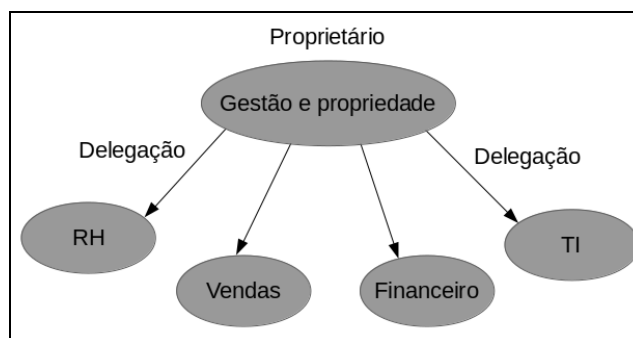 Proprietário
Gestão e propriedade
Delegação
Delegação
RH
TI
Vendas
Financeiro